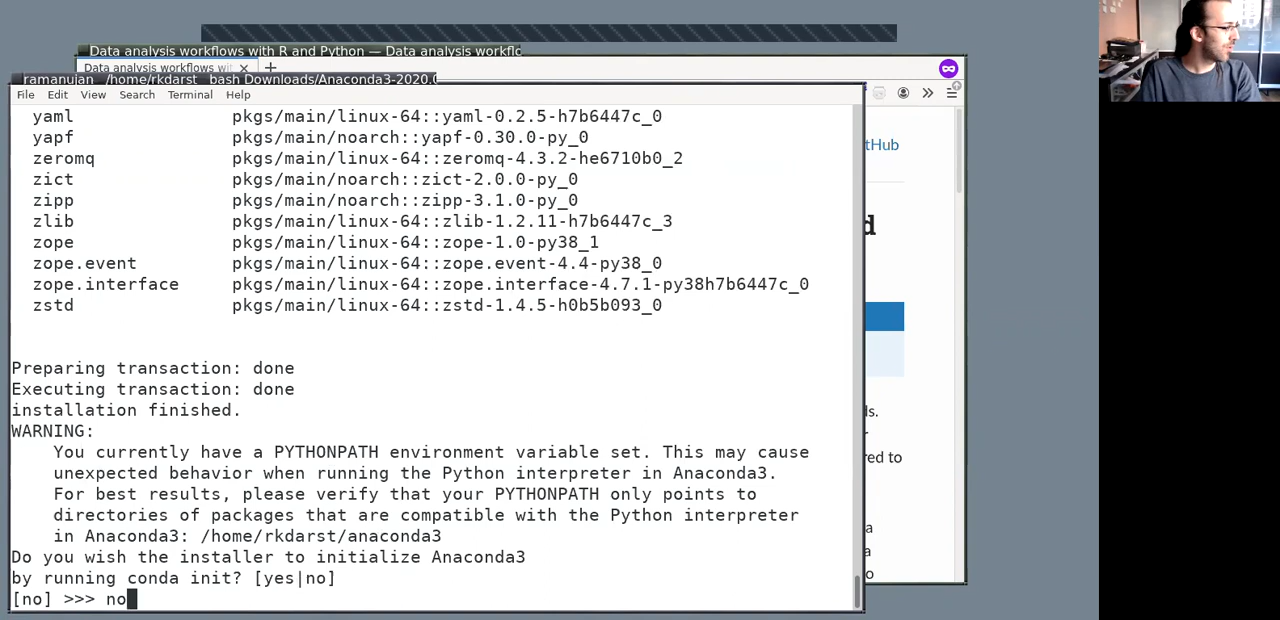 Data analysis workflows with R and Python — Data analysis workflo
Data analysis workflows wit
ramanujan /home/rkdarst bash Downloads/Anaconda3-2020.0
File Edit View Search Terminal Help
yaml pkgs/main/linux-64::yaml-0.2.5-h7b6447c_0
yapf pkgs/main/noarch::yapf-0.30.0-py_0
zeromq pkgs/main/linux-64::zeromq-4.3.2-he6710b0_2
zict pkgs/main/noarch::zict-2.0.0-py_0
zipp pkgs/main/noarch::zipp-3.1.0-py_0
zlib pkgs/main/linux-64::zlib-1.2.11-h7b6447c_3
zope pkgs/main/linux-64::zope-1.0-py38_1
zope.event pkgs/main/linux-64::zope.event-4.4-py38_0
zope.interface pkgs/main/linux-64::zope.interface-4.7.1-py38h7b6447c_0
zstd pkgs/main/linux-64::zstd-1.4.5-h0b5b093_0
Preparing transaction: done
Executing transaction: done
installation finished.
WARNING:
You currently have a PYTHONPATH environment variable set. This may cause
unexpected behavior when running the Python interpreter in Anaconda3.
For best results, please verify that your PYTHONPATH only points to
directories of packages that are compatible with the Python interpreter
in Anaconda3: /home/rkdarst/anaconda3
Do you wish the installer to initialize Anaconda3
by running conda init? [yes|no]
[no] >>> no
tHub
d
ls.
red to
a
a
o